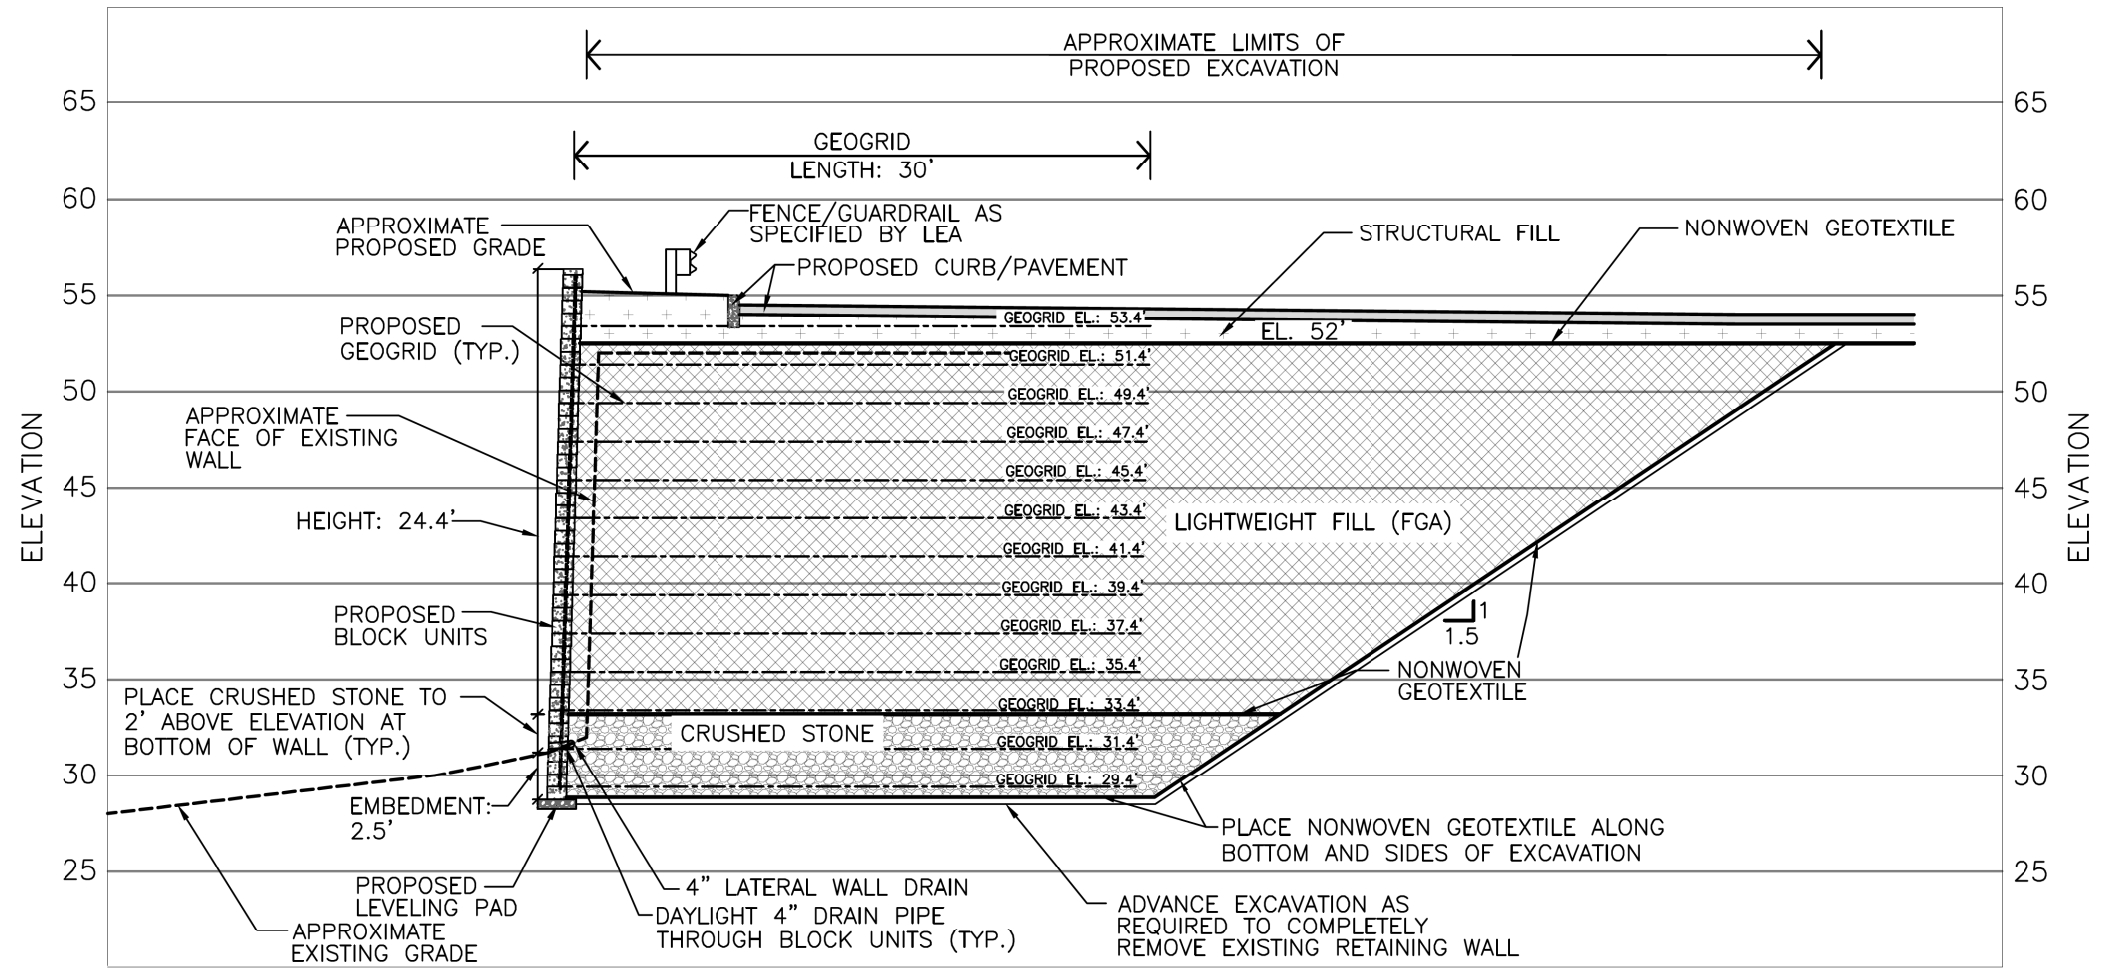 APPROXIMATE LIMITS OF
PROPOSED EXCAVATION
65
65
GEOGRID
LENGTH: 30'
60
60
APPROXIMATE
PROPOSED GRADE
FENCE/GUARDRAIL AS
SPECIFIED BY LEA
STRUCTURAL FILL
NONWOVEN GEOTEXTILE
PROPOSED CURB/PAVEMENT
55
55
PROPOSED
GEOGRID (TYP.)
GEOGRID EL.: 53.4'
EL. 52'
GEOGRID EL.: 51.4'
50
50
GEOGRID EL.: 49.4'
APPROXIMATE
FACE OF EXISTING
WALL
GEOGRID EL.: 47.4'
GEOGRID EL.: 45.4'
ELEVATION
ELEVATION
45
45
HEIGHT: 24.4'
GEOGRID EL.: 43.4'
LIGHTWEIGHT FILL (FGA)
GEOGRID EL.: 41.4'
40
40
GEOGRID EL.: 39.4'
PROPOSED
BLOCK UNITS
GEOGRID EL.: 37.4'
1
1.5
GEOGRID EL.: 35.4'
35
35
NONWOVEN
GEOTEXTILE
PLACE CRUSHED STONE TO
2' ABOVE ELEVATION AT
BOTTOM OF WALL (TYP.)
GEOGRID EL.: 33.4'
CRUSHED STONE
GEOGRID EL.: 31.4'
30
30
GEOGRID EL.: 29.4'
EMBEDMENT:
2.5'
PLACE NONWOVEN GEOTEXTILE ALONG
BOTTOM AND SIDES OF EXCAVATION
25
25
PROPOSED
LEVELING PAD
4" LATERAL WALL DRAIN
DAYLIGHT 4" DRAIN PIPE
THROUGH BLOCK UNITS (TYP.)
ADVANCE EXCAVATION AS
REQUIRED TO COMPLETELY
REMOVE EXISTING RETAINING WALL
APPROXIMATE
EXISTING GRADE